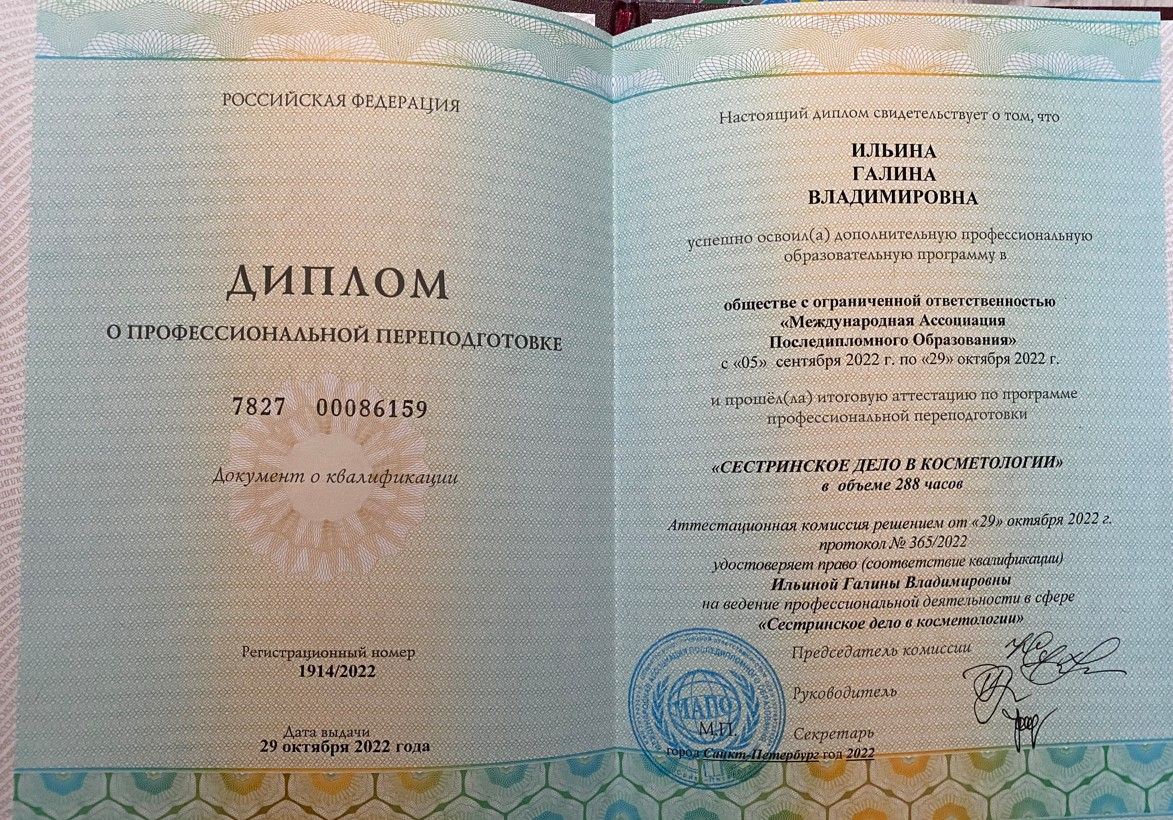 РОССИЙСКАЯ ФЕДЕРАЦИЯ
ДИПЛОМ
О ПРОФЕССИОНАЛЬНОЙ ПЕРЕПОДГОТОВКЕ
7827 00086159
Документ о квалификации
Регистрационный номер
1914/2022
Дата выдачи
29 октября 2022 года
Настоящий диплом свидетельствует о том, что
ИЛЬИНА
ГАЛИНА
ВЛАДИМИРОВНА
успешно освоил(а) дополнительную профессиональную
образовательную программу в
обществе с ограниченной ответственностью
«Международная Ассоциация
Последипломного Образования»
с «05» сентября 2022 г. по «29» октября 2022 г.
и прошёл(ла) итоговую аттестацию по программе
профессиональной переподготовки
«СЕСТРИНСКОЕ ДЕЛО В КОСМЕТОЛОГИИ»
в объеме 288 часов
Аттестационная комиссия решением от «29» октября 2022 г.
протокол № 365/2022
удостоверяет право (соответствие квалификации)
Ильиной Галины Владимировны
на ведение профессиональной деятельности в сфере
«Сестринское дело в косметологии»
Председатель комиссии
Руководитель
МАПО
М.П.
Секретарь
город Санкт-Петербург год 2022